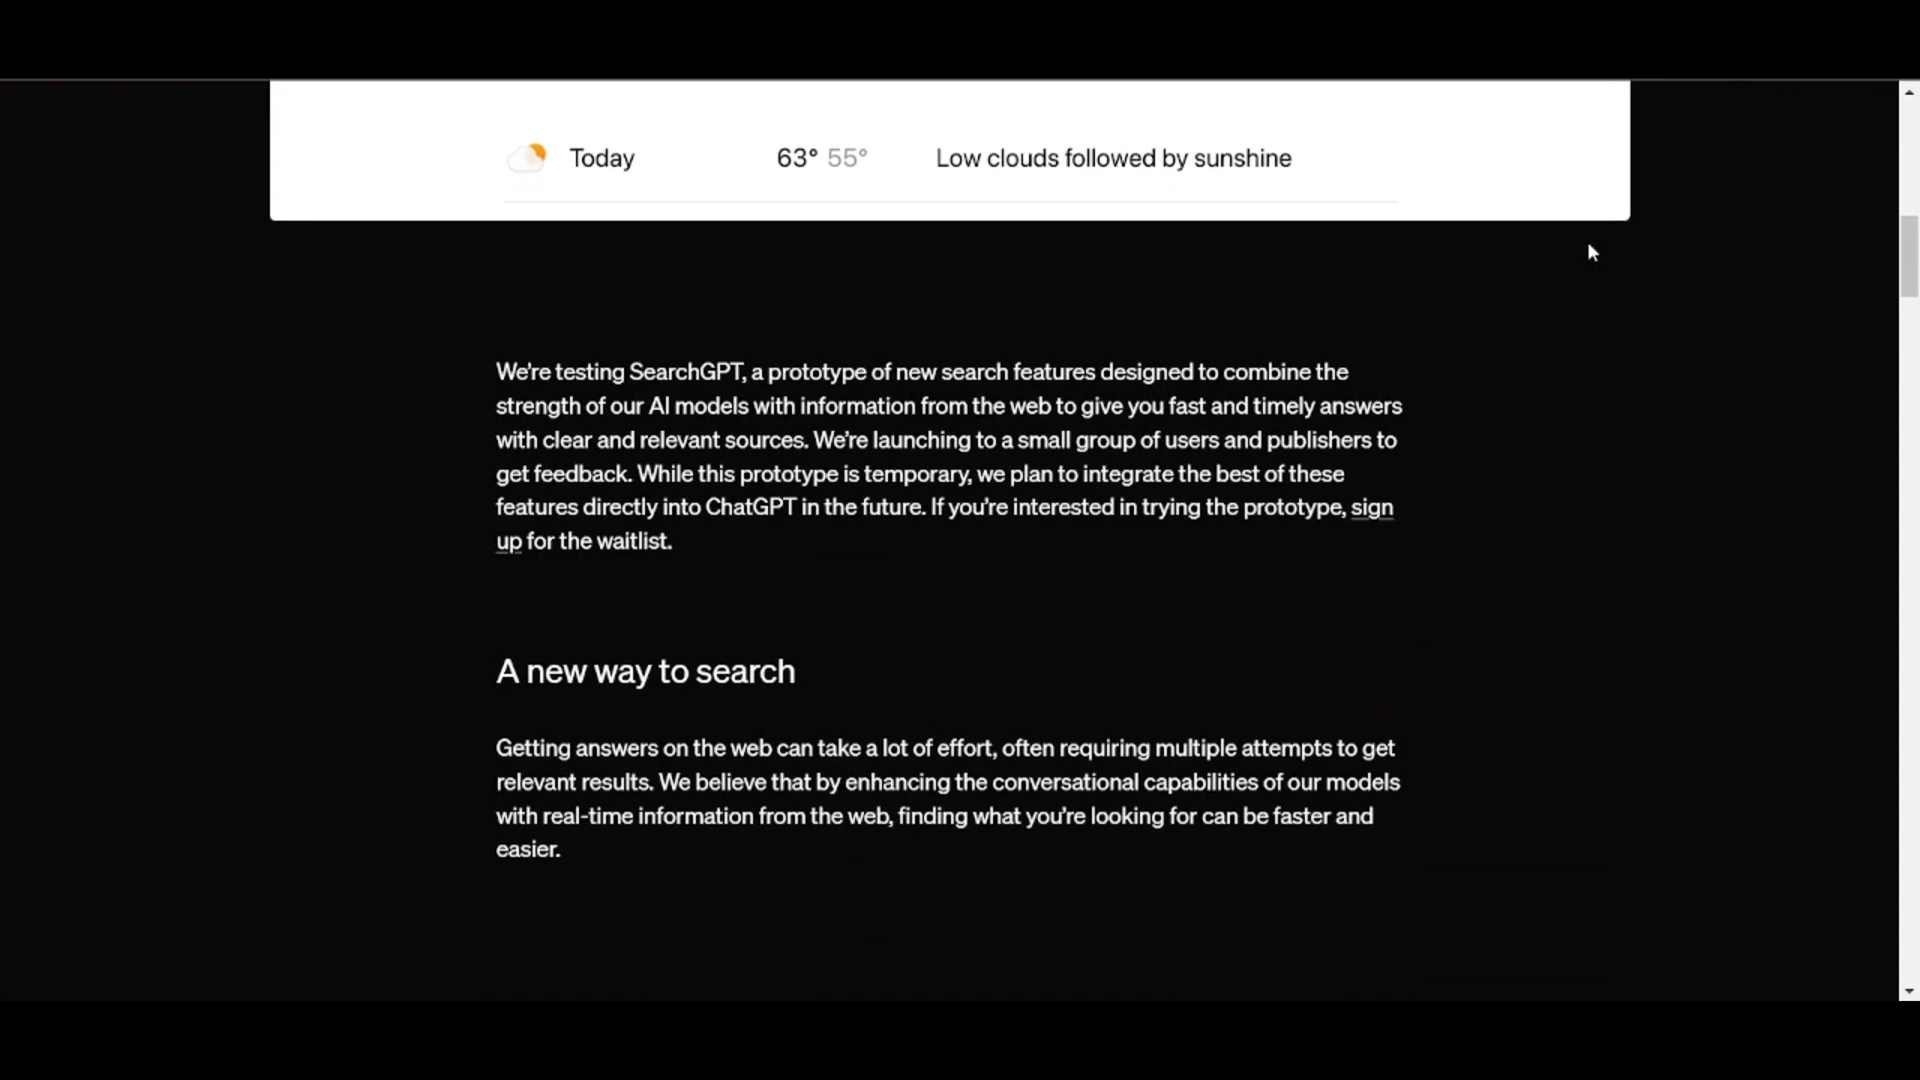 Today 63° 55° Low clouds followed by sunshine
We're testing SearchGPT, a prototype of new search features designed to combine the
strength of our AI models with information from the web to give you fast and timely answers
with clear and relevant sources. We're launching to a small group of users and publishers to
get feedback. While this prototype is temporary, we plan to integrate the best of these
features directly into ChatGPT in the future. If you're interested in trying the prototype, sign
up for the waitlist.
A new way to search
Getting answers on the web can take a lot of effort, often requiring multiple attempts to get
relevant results. We believe that by enhancing the conversational capabilities of our models
with real-time information from the web, finding what you're looking for can be faster and
easier.